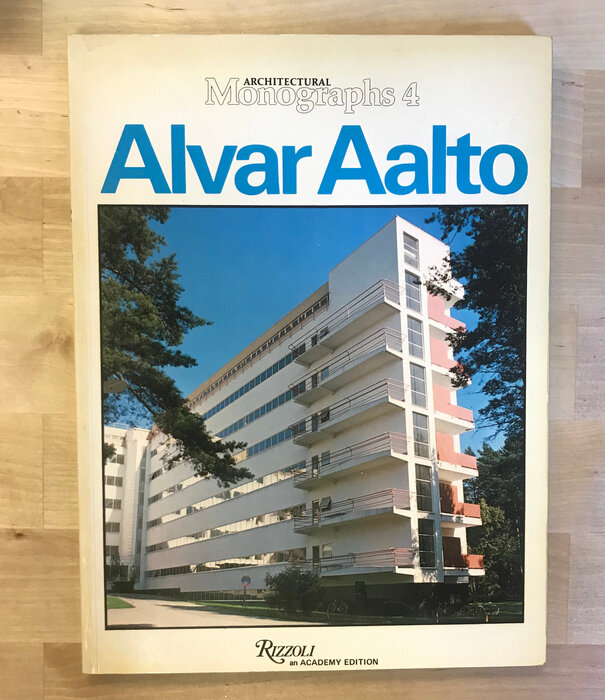 ARCHITECTURAL
Monographs 4
Alvar Aalto
RIZZOLI
an ACADEMY EDITION